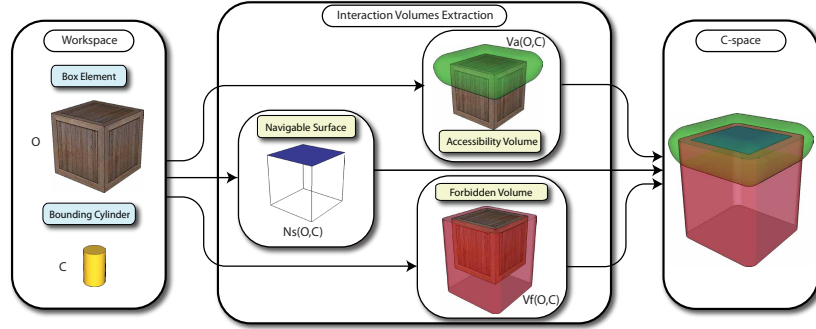 Workspace
Box Element
O
Bounding Cylinder
C
Interaction Volumes Extraction
Va(O,C)
Accessibility Volume
Navigable Surface
Ns(O,C)
Forbidden Volume
Vf(O,C)
C-space